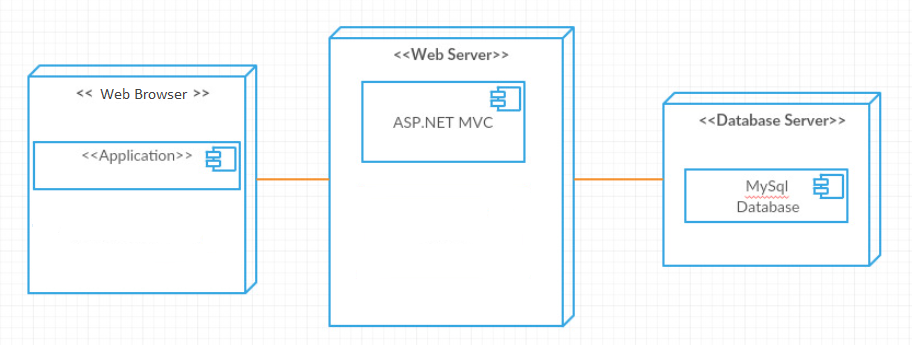 << Web Browser >>
<<Application>>
<<Web Server>>
ASP.NET MVC
<<Database Server>>
MySql
Database